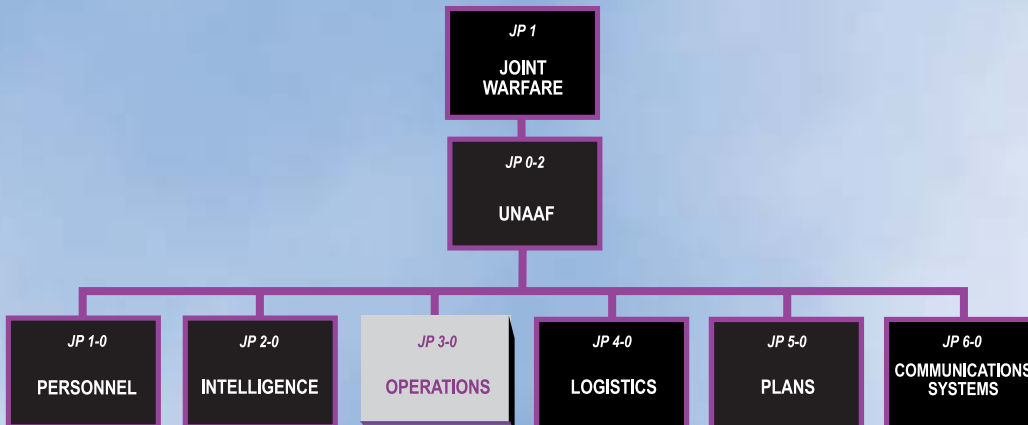 JP 1
JOINT
WARFARE
JP 0-2
UNAAF
JP 1-0
PERSONNEL
JP 2-0
INTELLIGENCE
JP 3-0
OPERATIONS
JP 4-0
LOGISTICS
JP 5-0
PLANS
JP 6-0
COMMUNICATIONS
SYSTEMS